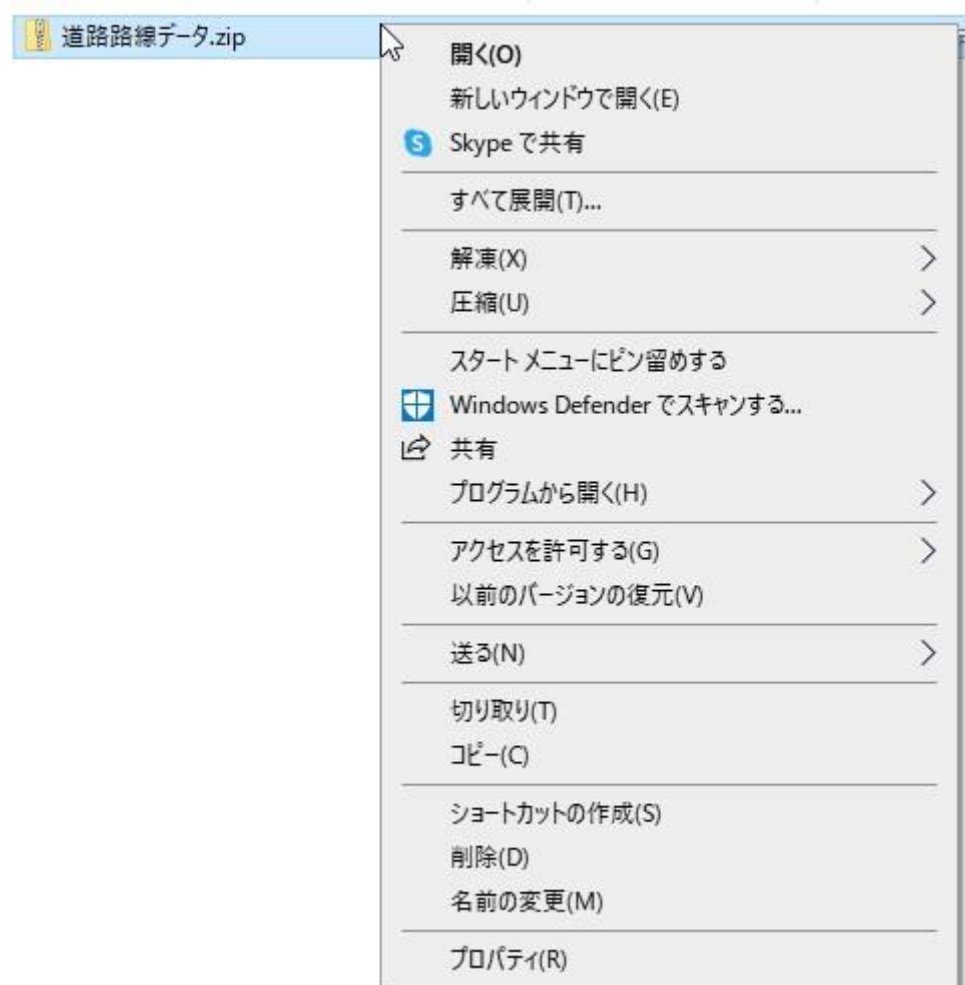 道路路線データ.zip
開く(O)
新しいウィンドウで開く(E)
Skype で共有
すべて展開(T)...
解凍(X)
圧縮(U)
スタート メニューにピン留めする
Windows Defender でスキャンする...
共有
プログラムから開く(H)
アクセスを許可する(G)
以前のバージョンの復元(V)
送る(N)
切り取り(T)
コピー(C)
ショートカットの作成(S)
削除(D)
名前の変更(M)
プロパティ(R)